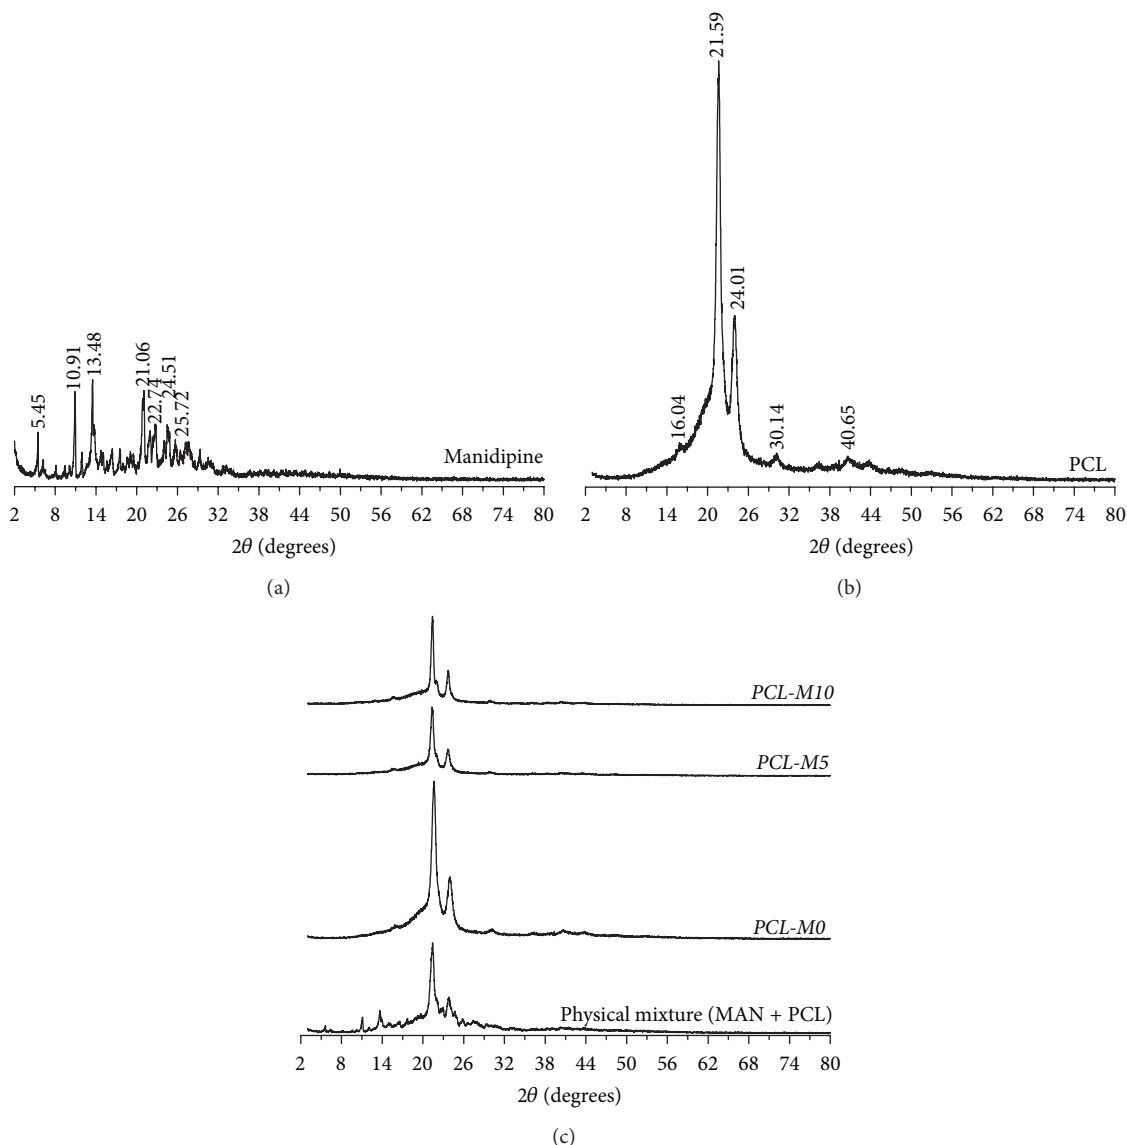 5.45
10.91
13.48
21.06
22.74
24.51
25.72
Manidipine
2 8 14 20 26 32 38 44 50 56 62 68 74 80
2θ (degrees)
(a)
16.04
21.59
24.01
30.14
40.65
PCL
2 8 14 20 26 32 38 44 50 56 62 68 74 80
2θ (degrees)
(b)
PCL-M10
PCL-M5
PCL-M0
Physical mixture (MAN + PCL)
2 8 14 20 26 32 38 44 50 56 62 68 74 80
2θ (degrees)
(c)